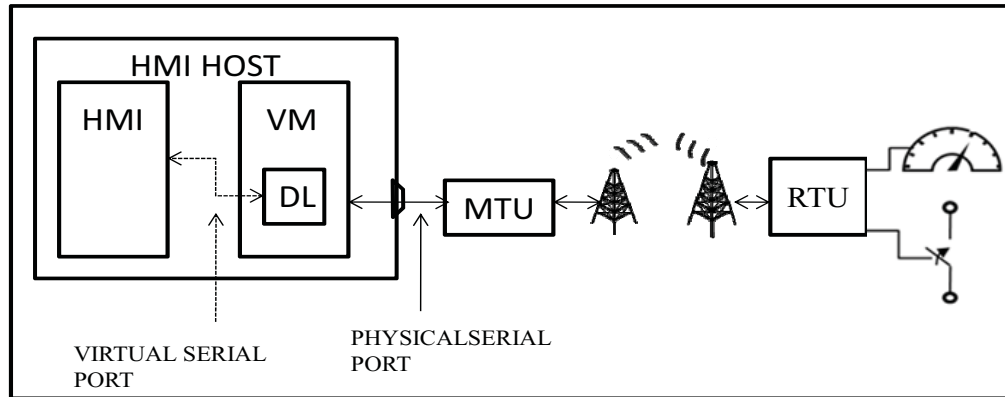 HMI HOST
HMI
VM
DL
MTU
RTU
VIRTUAL SERIAL
PORT
PHYSICALSERIAL
PORT